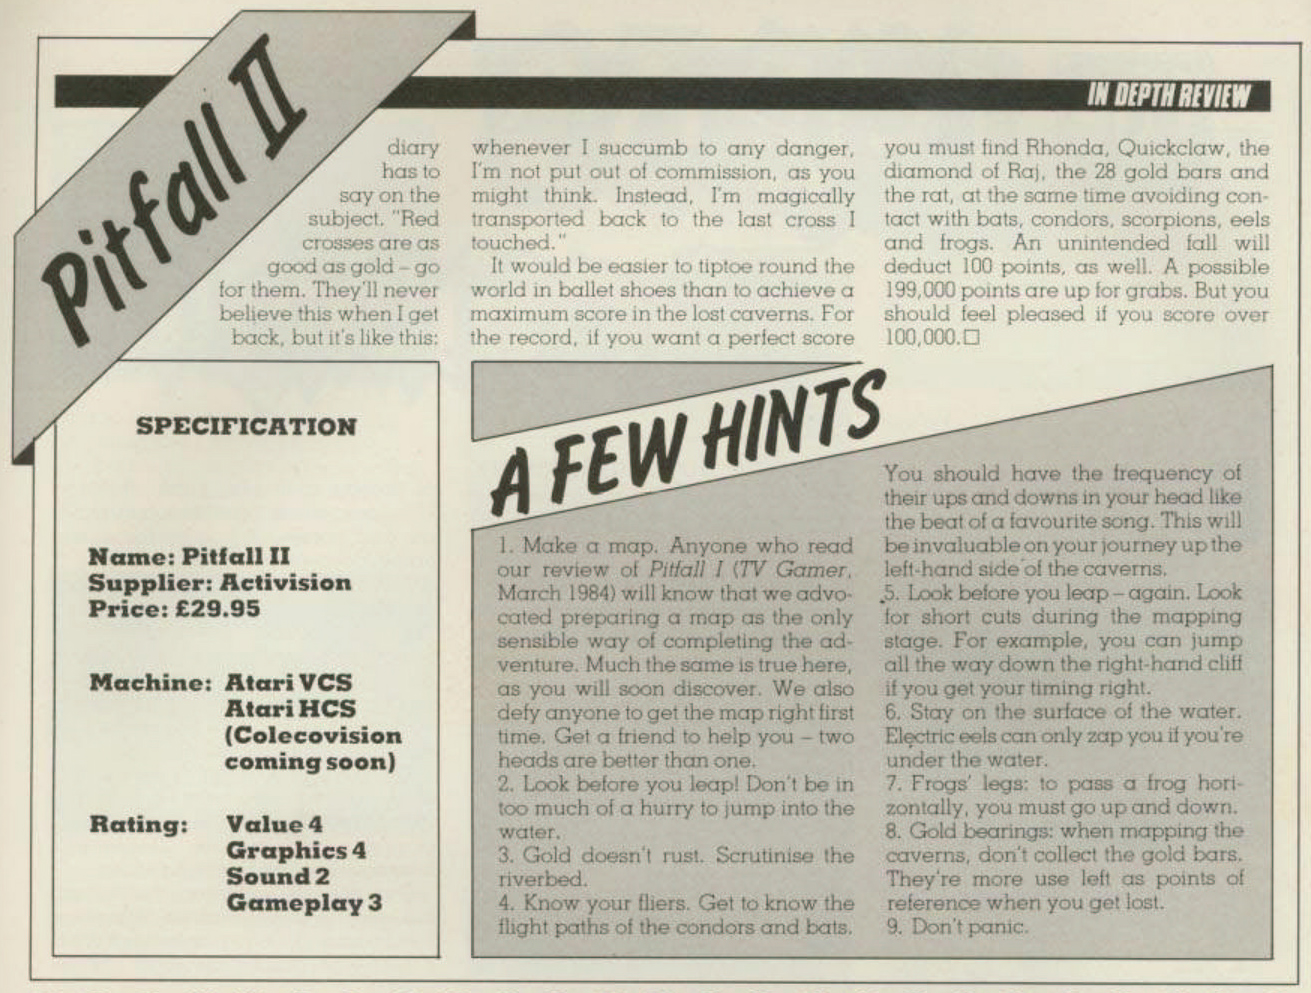 Pitfall II
IN DEPTH REVIEW
diary
has to
say on the
subject. "Red
crosses are as
good as gold – go
for them. They'll never
believe this when I get
back, but it's like this:
whenever I succumb to any danger,
I'm not put out of commission, as you
might think. Instead, I'm magically
transported back to the last cross I
touched."
It would be easier to tiptoe round the
world in ballet shoes than to achieve a
maximum score in the lost caverns. For
the record, if you want a perfect score
you must find Rhonda, Quickclaw, the
diamond of Raj, the 28 gold bars and
the rat, at the same time avoiding con-
tact with bats, condors, scorpions, eels
and frogs. An unintended fall will
deduct 100 points, as well. A possible
199,000 points are up for grabs. But you
should feel pleased if you score over
100,000.□
SPECIFICATION
Name: Pitfall II
Supplier: Activision
Price: £29.95
Machine: Atari VCS
Atari HCS
(Colecovision
coming soon)
Rating: Value 4
Graphics 4
Sound 2
Gameplay 3
A FEW HINTS
1. Make a map. Anyone who read
our review of Pitfall I (TV Gamer,
March 1984) will know that we advo-
cated preparing a map as the only
sensible way of completing the ad-
venture. Much the same is true here,
as you will soon discover. We also
defy anyone to get the map right first
time. Get a friend to help you – two
heads are better than one.
2. Look before you leap! Don't be in
too much of a hurry to jump into the
water.
3. Gold doesn't rust. Scrutinise the
riverbed.
4. Know your fliers. Get to know the
flight paths of the condors and bats.
You should have the frequency of
their ups and downs in your head like
the beat of a favourite song. This will
be invaluable on your journey up the
left-hand side of the caverns.
5. Look before you leap – again. Look
for short cuts during the mapping
stage. For example, you can jump
all the way down the right-hand cliff
if you get your timing right.
6. Stay on the surface of the water.
Electric eels can only zap you if you're
under the water.
7. Frogs' legs: to pass a frog hori-
zontally, you must go up and down.
8. Gold bearings: when mapping the
caverns, don't collect the gold bars.
They're more use left as points of
reference when you get lost.
9. Don't panic.